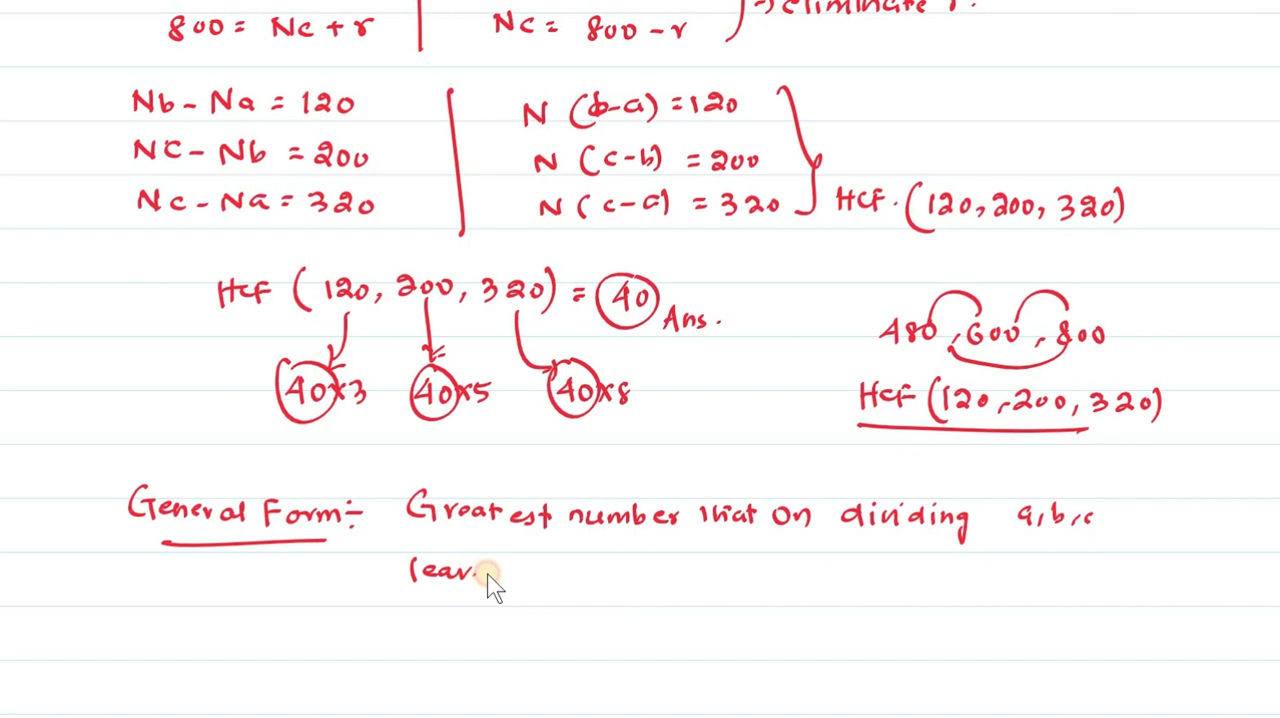 → eliminate r.
800 = Nc + r
Nc = 800 - r
Nb - Na = 120
NC - Nb = 200
Nc - Na = 320
N (b-a) = 120
N (c-b) = 200
N (c-a) = 320
HCF. (120, 200, 320)
HCF (120, 200, 320) = 40 Ans.
40x3 40x5 40x8
480, 600, 800
HCF (120, 200, 320)
General Form:- Greatest number that on dividing a, b, c
leav